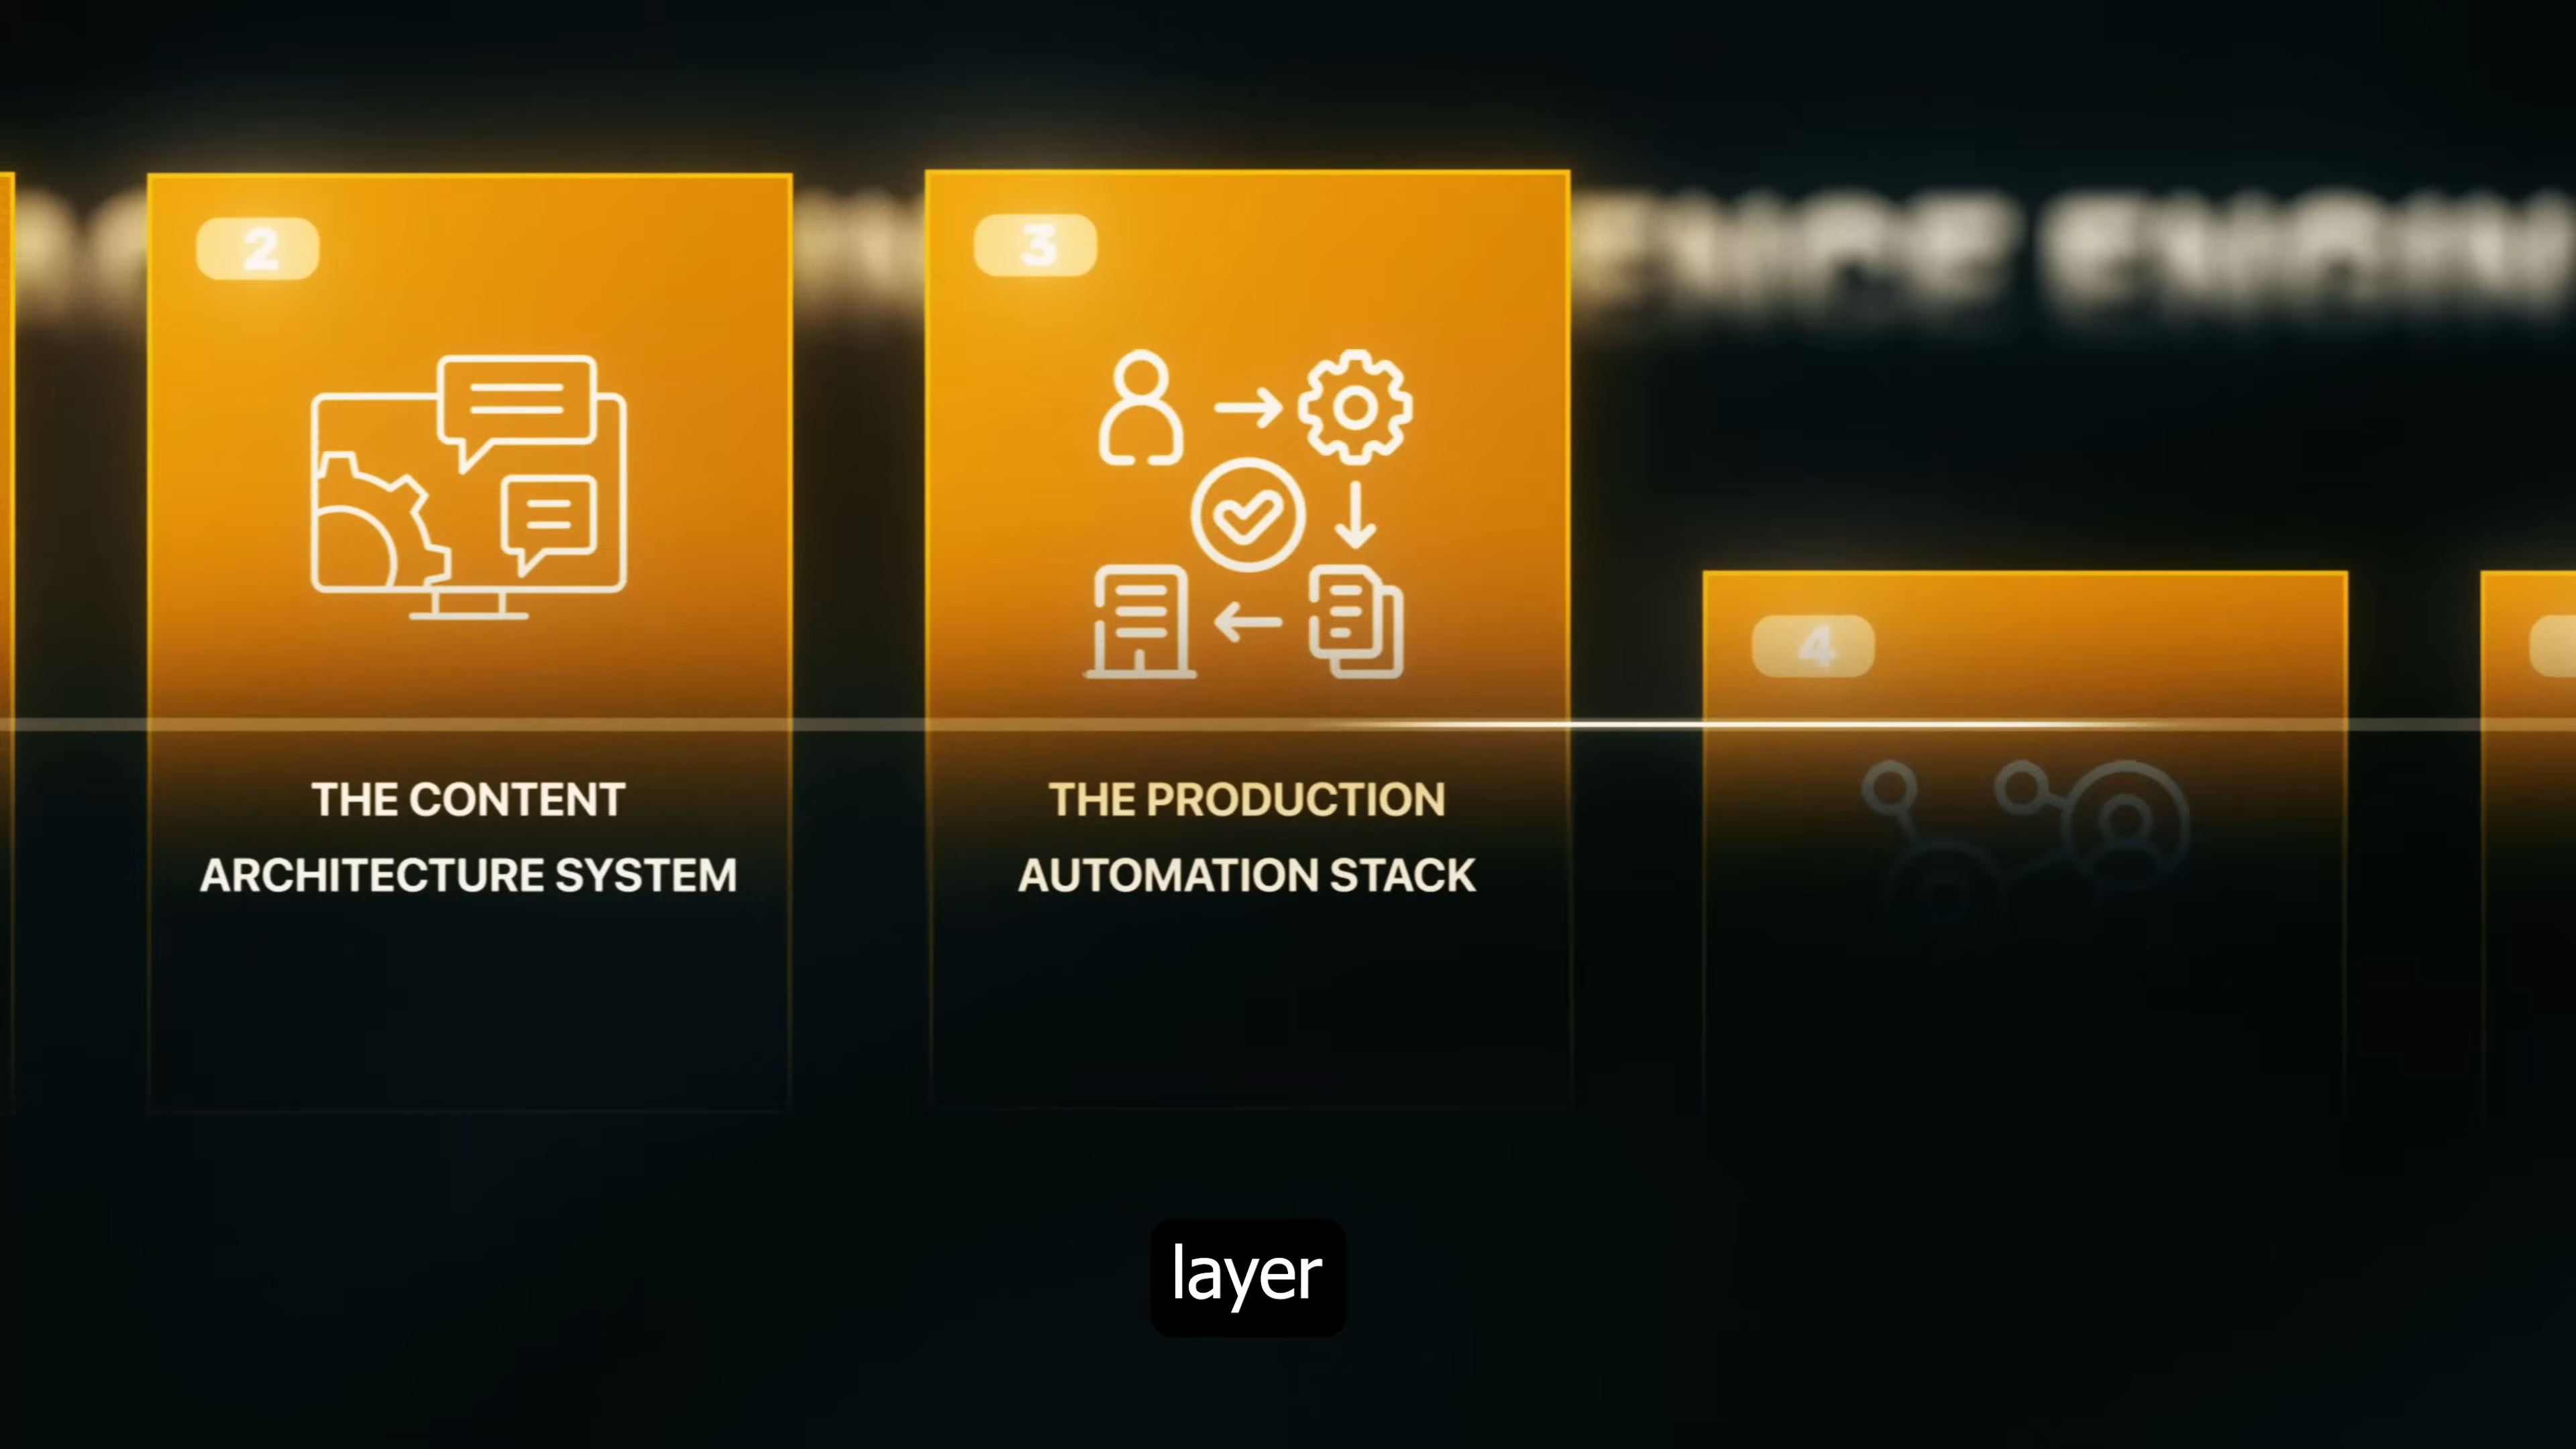 2
THE CONTENT
ARCHITECTURE SYSTEM
3
THE PRODUCTION
AUTOMATION STACK
4
layer